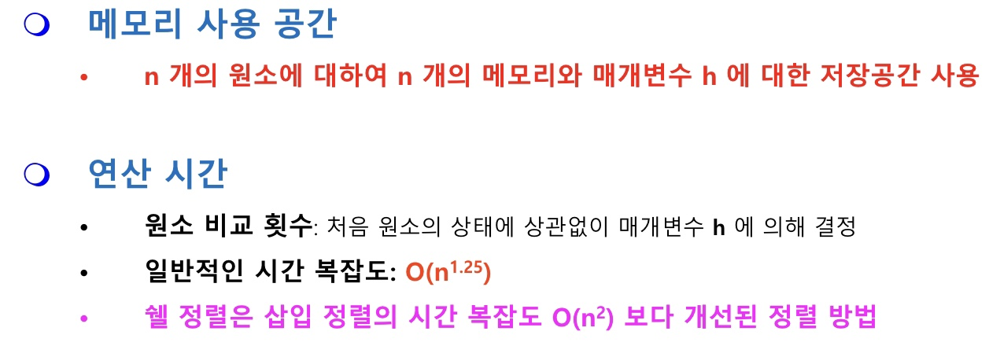 ❍ 메모리 사용 공간
• n 개의 원소에 대하여 n 개의 메모리와 매개변수 h 에 대한 저장공간 사용
❍ 연산 시간
• 원소 비교 횟수: 처음 원소의 상태에 상관없이 매개변수 h 에 의해 결정
• 일반적인 시간 복잡도: O(n¹·²⁵)
• 쉘 정렬은 삽입 정렬의 시간 복잡도 O(n²) 보다 개선된 정렬 방법